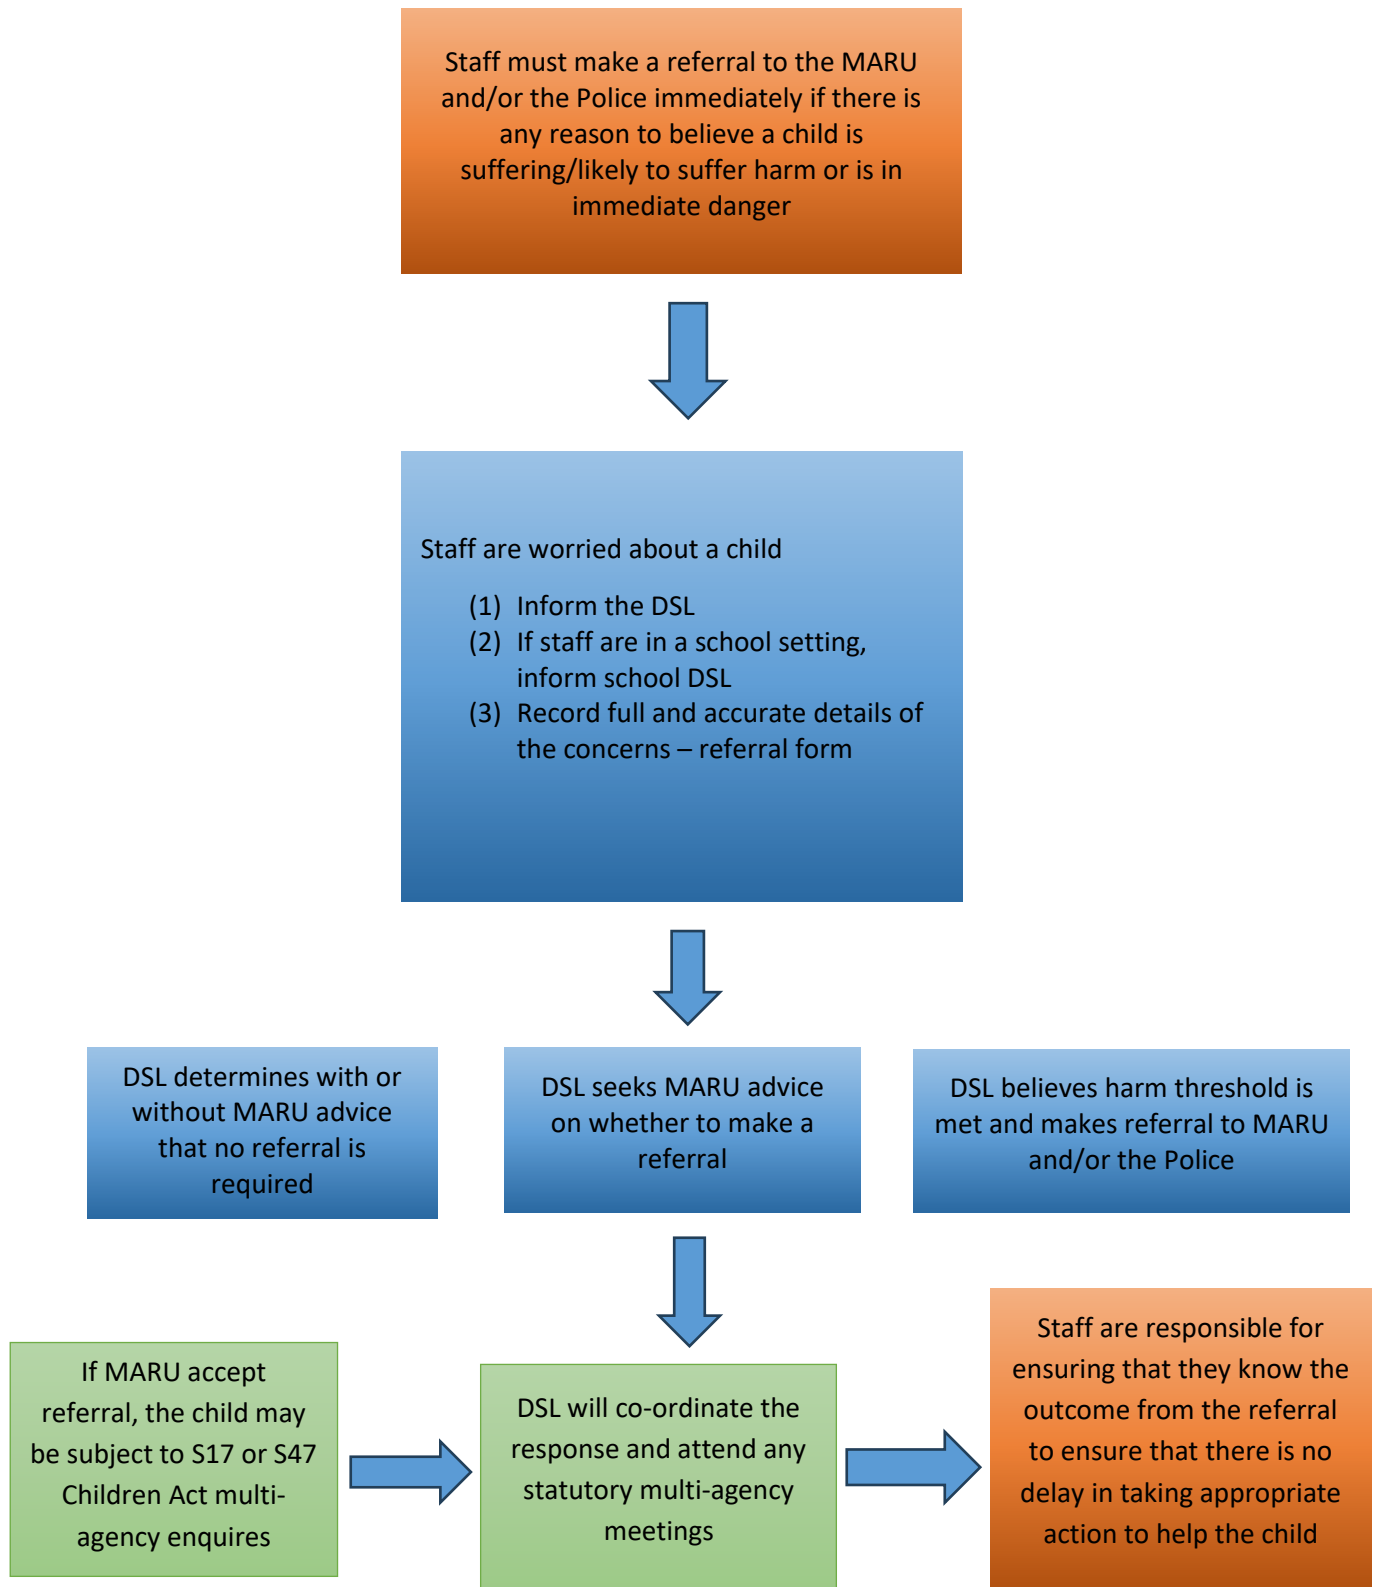 Staff must make a referral to the MARU
and/or the Police immediately if there is
any reason to believe a child is
suffering/likely to suffer harm or is in
immediate danger
Staff are worried about a child
(1) Inform the DSL
(2) If staff are in a school setting,
inform school DSL
(3) Record full and accurate details of
the concerns – referral form
DSL determines with or
without MARU advice
that no referral is
required
DSL seeks MARU advice
on whether to make a
referral
DSL believes harm threshold is
met and makes referral to MARU
and/or the Police
If MARU accept
referral, the child may
be subject to S17 or S47
Children Act multi-
agency enquires
DSL will co-ordinate the
response and attend any
statutory multi-agency
meetings
Staff are responsible for
ensuring that they know the
outcome from the referral
to ensure that there is no
delay in taking appropriate
action to help the child